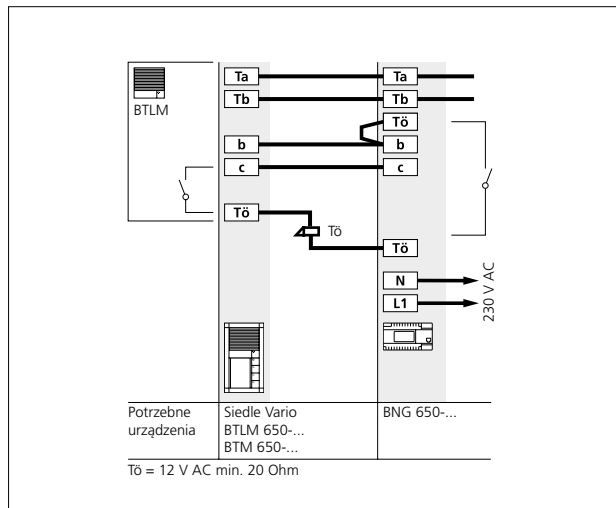 BTLM
Ta
Ta
Tb
Tb
Tö
b
b
c
c
Tö
Tö
Tö
N
L1
230 V AC
Potrzebne
urządzenia
Siedle Vario
BTLM 650-...
BTM 650-...
BNG 650-...
Tö = 12 V AC min. 20 Ohm